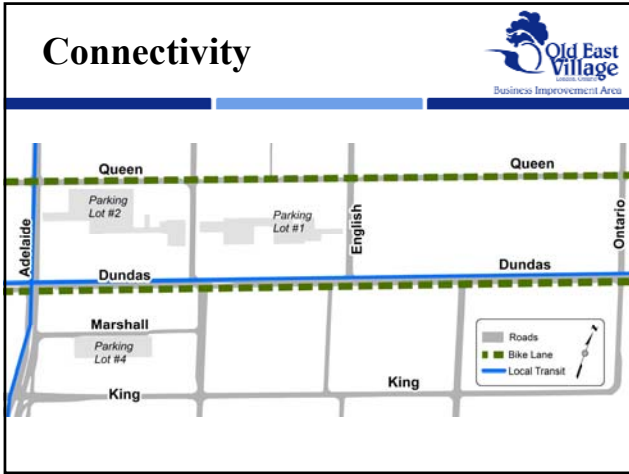 Connectivity
Old East
Village
London, Ontario
Business Improvement Area
Queen
Queen
Parking
Lot #2
Parking
Lot #1
Adelaide
English
Ontario
Dundas
Dundas
Marshall
Parking
Lot #4
King
King
Roads
Bike Lane
Local Transit
N